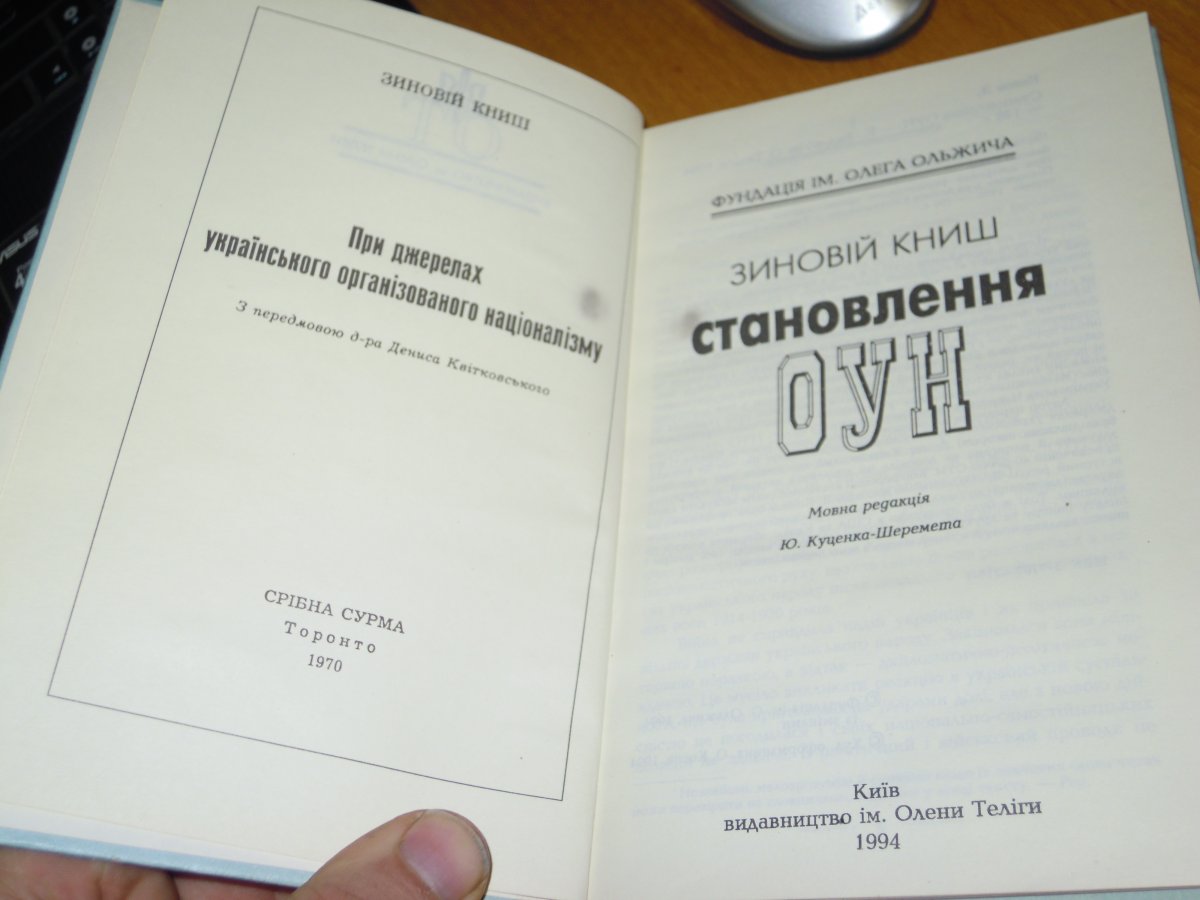 ЗИНОВІЙ КНИШ
При джерелах
українського організованого націоналізму
З передмовою д-ра Дениса Квітковського
СРІБНА СУРМА
Торонто
1970
ФУНДАЦІЯ ІМ. ОЛЕГА ОЛЬЖИЧА
ЗИНОВІЙ КНИШ
становлення
ОУН
Мовна редакція
Ю. Куценка-Шеремета
Київ
видавництво ім. Олени Теліги
1994
ASUS